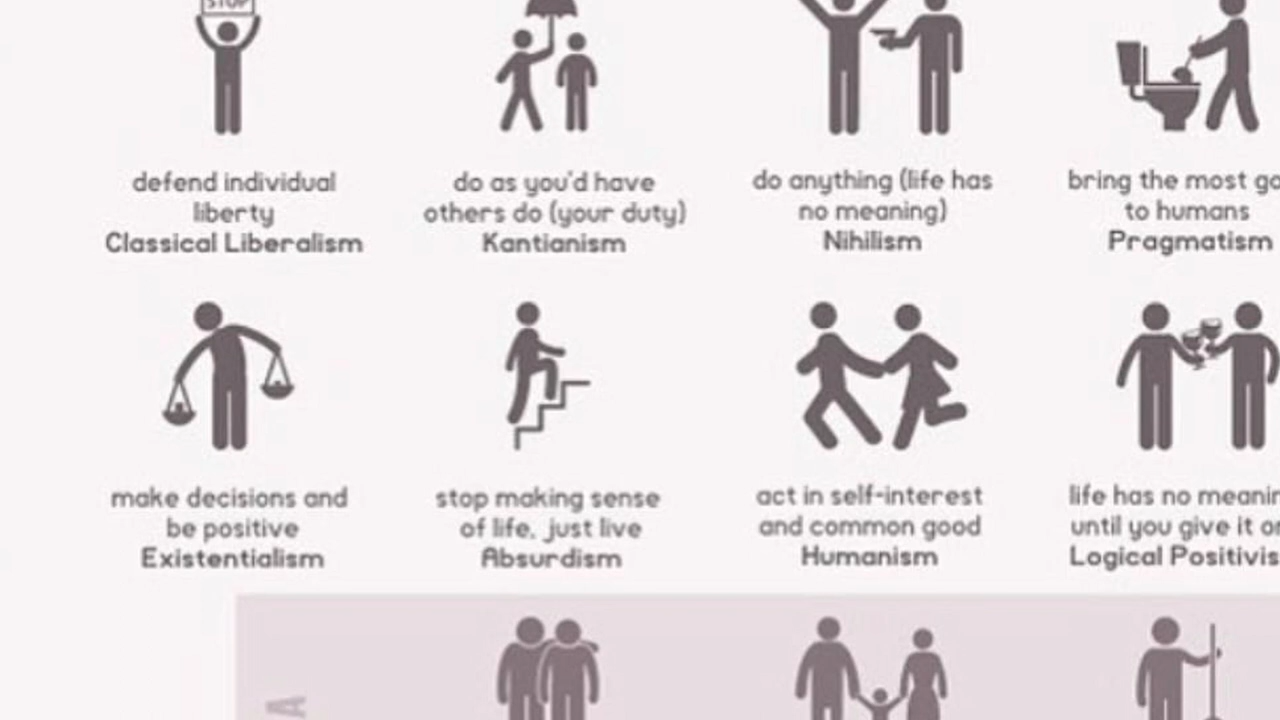 STOP
defend individual
liberty
Classical Liberalism
do as you'd have
others do (your duty)
Kantianism
do anything (life has
no meaning)
Nihilism
bring the most
to humans
Pragmatism
make decisions and
be positive
Existentialism
stop making sense
of life, just live
Absurdism
act in self-interest
and common good
Humanism
life has no
until you give it
Logical
A